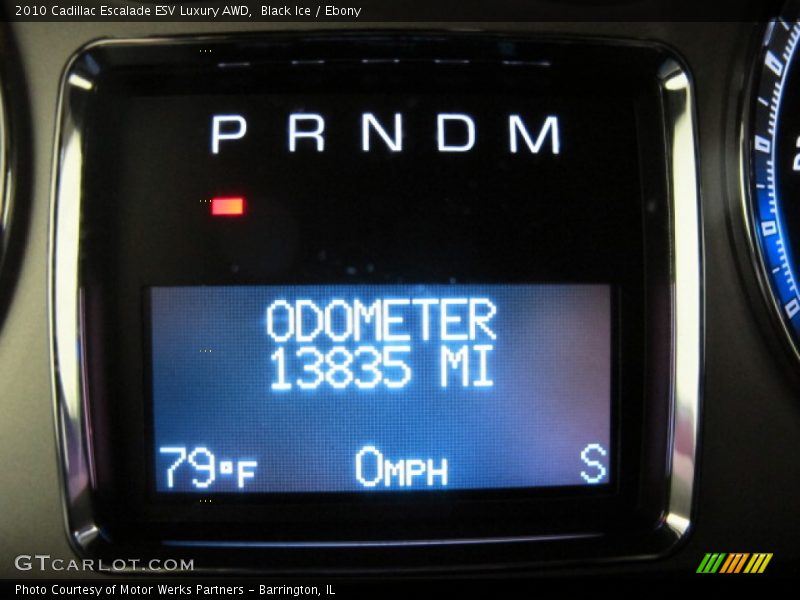 2010 Cadillac Escalade ESV Luxury AWD,  Black Ice / Ebony
P R N D M
ODOMETER
13835 MI
79°F 0MPH S
GTCARLOT.COM
Photo Courtesy of Motor Werks Partners - Barrington, IL